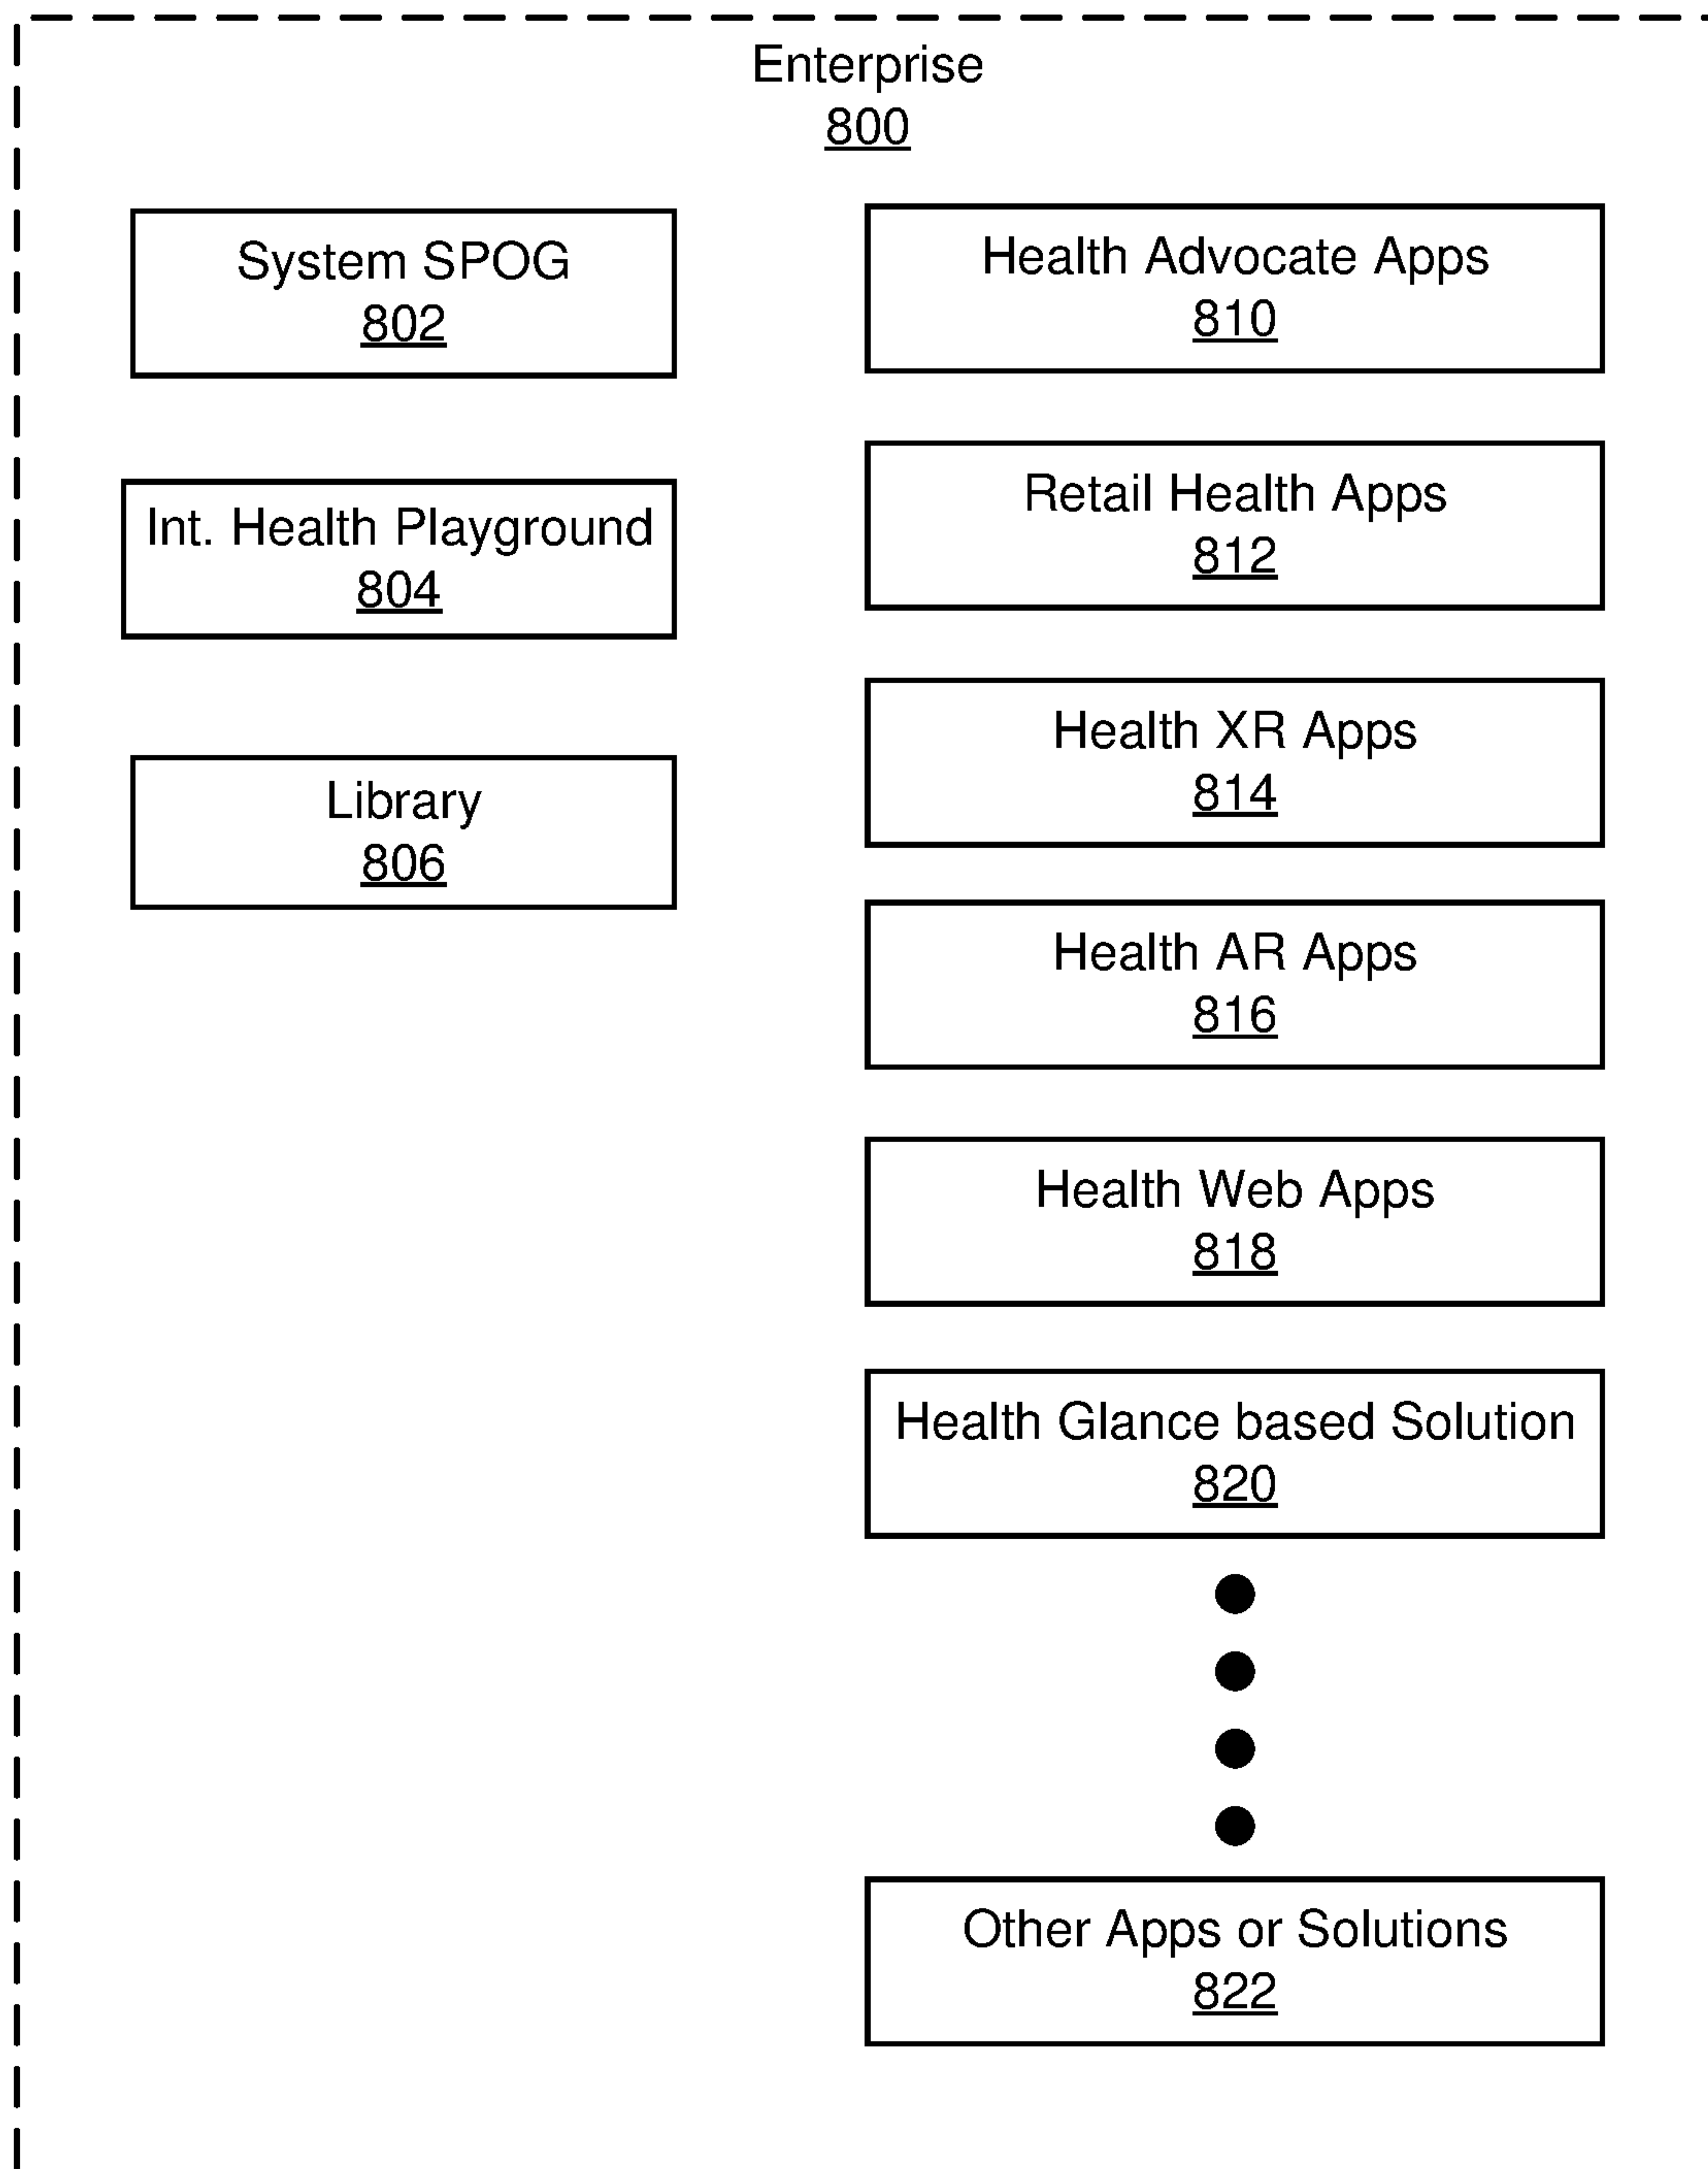 Enterprise
800
System SPOG
802
Int. Health Playground
804
Library
806
Health Advocate Apps
810
Retail Health Apps
812
Health XR Apps
814
Health AR Apps
816
Health Web Apps
818
Health Glance based Solution
820
Other Apps or Solutions
822